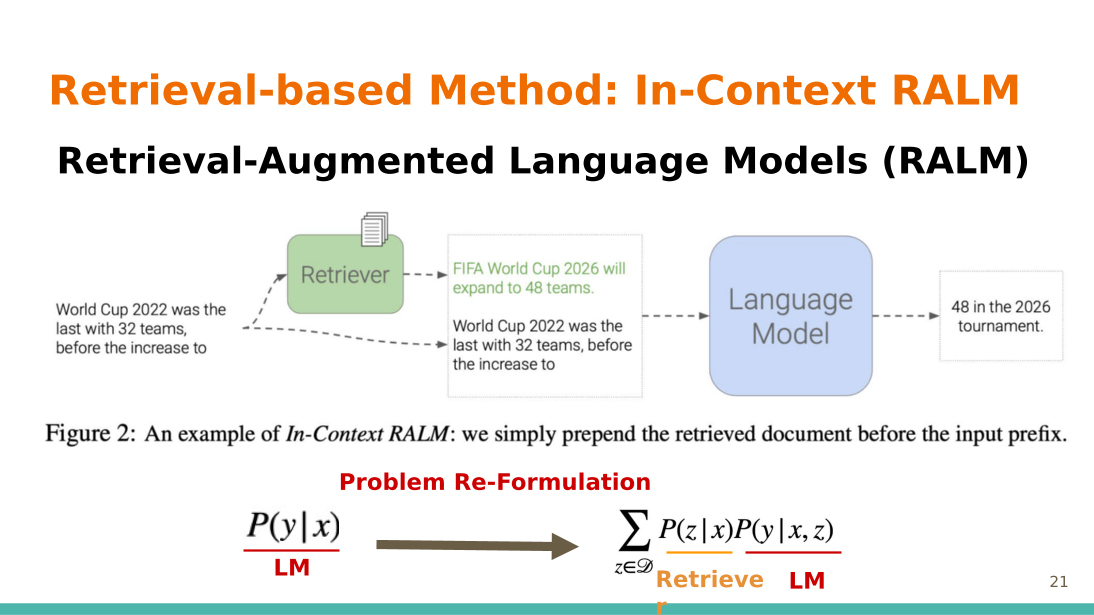 Retrieval-based Method: In-Context RALM
Retrieval-Augmented Language Models (RALM)
World Cup 2022 was the
last with 32 teams,
before the increase to
Retriever
FIFA World Cup 2026 will
expand to 48 teams.
World Cup 2022 was the
last with 32 teams, before
the increase to
Language
Model
48 in the 2026
tournament.
Figure 2: An example of In-Context RALM: we simply prepend the retrieved document before the input prefix.
Problem Re-Formulation
P(y|x)
LM
∑ P(z|x)P(y|x, z)
z∈𝒟
Retrieve
r
LM
21